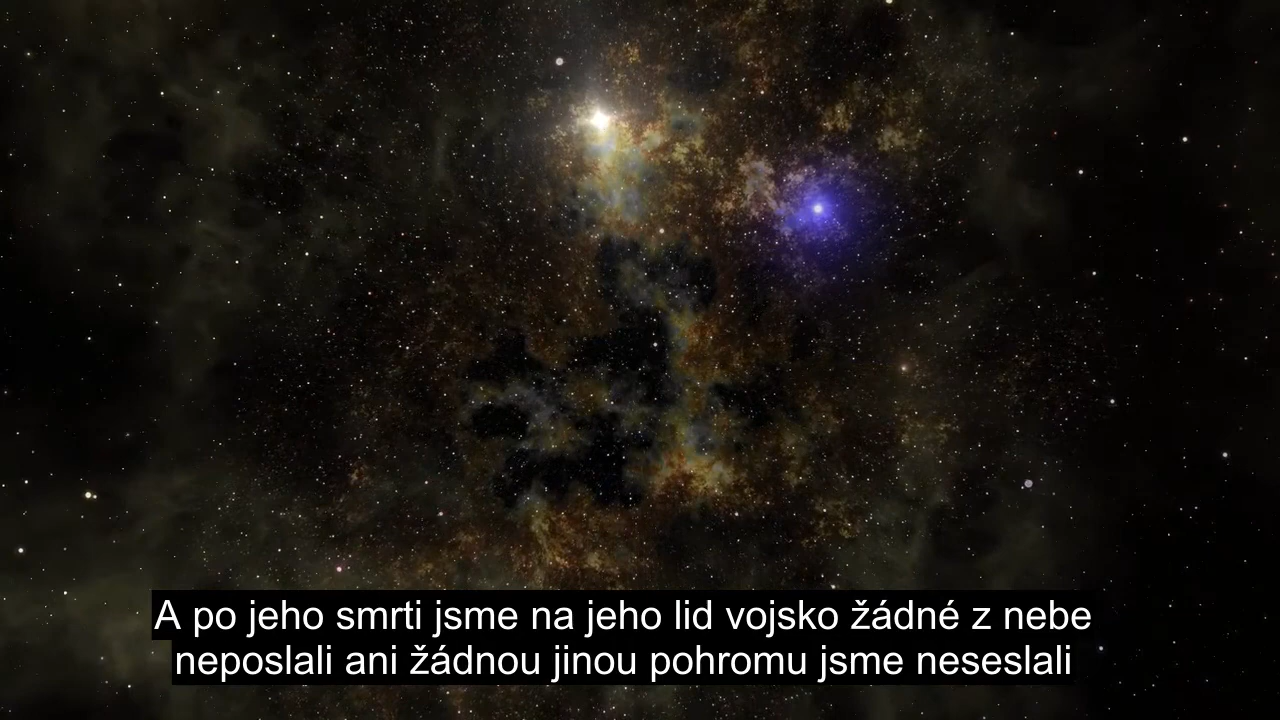 A po jeho smrti jsme na jeho lid vojsko žádné z nebe
neposlali ani žádnou jinou pohromu jsme neseslali